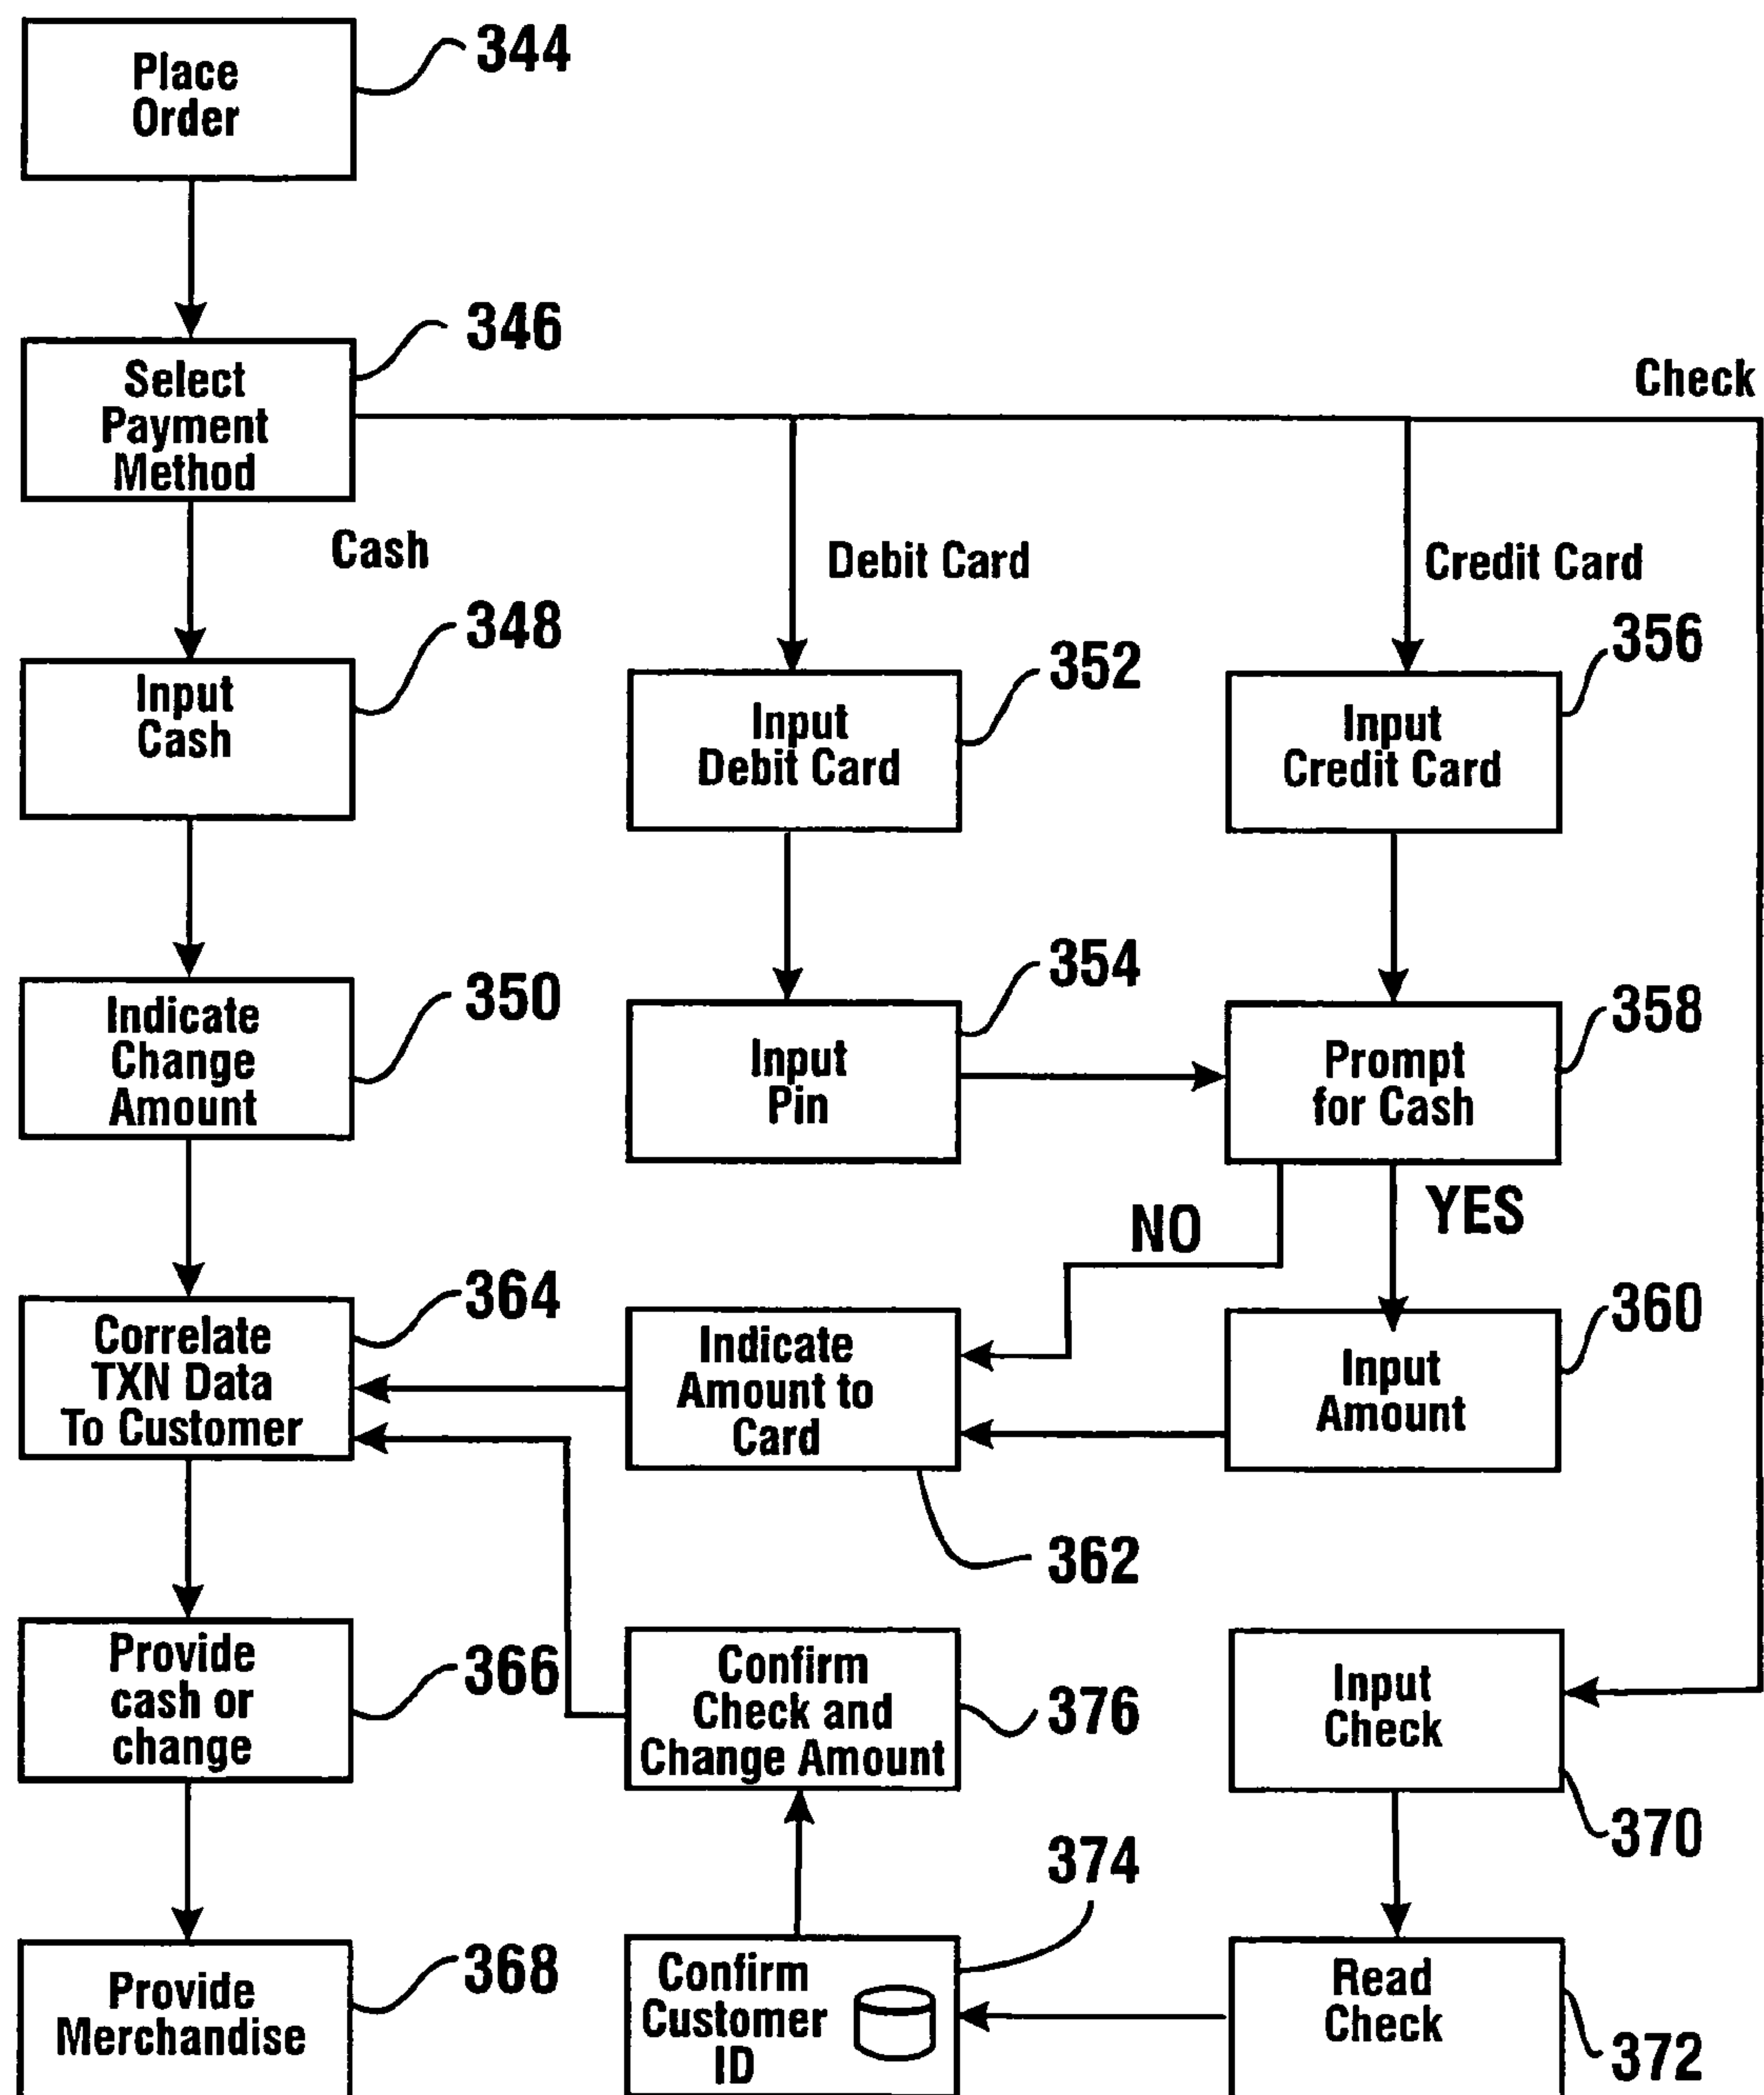 Place
Order
344
Select
Payment
Method
346
Check
Cash
Debit Card
Credit Card
Input
Cash
348
Input
Debit Card
352
Input
Credit Card
356
Indicate
Change
Amount
350
Input
Pin
354
Prompt
for Cash
358
NO
YES
Correlate
TXN Data
To Customer
364
Indicate
Amount to
Card
362
Input
Amount
360
Provide
cash or
change
366
Confirm
Check and
Change Amount
376
Input
Check
370
Provide
Merchandise
368
Confirm
Customer
ID
374
Read
Check
372